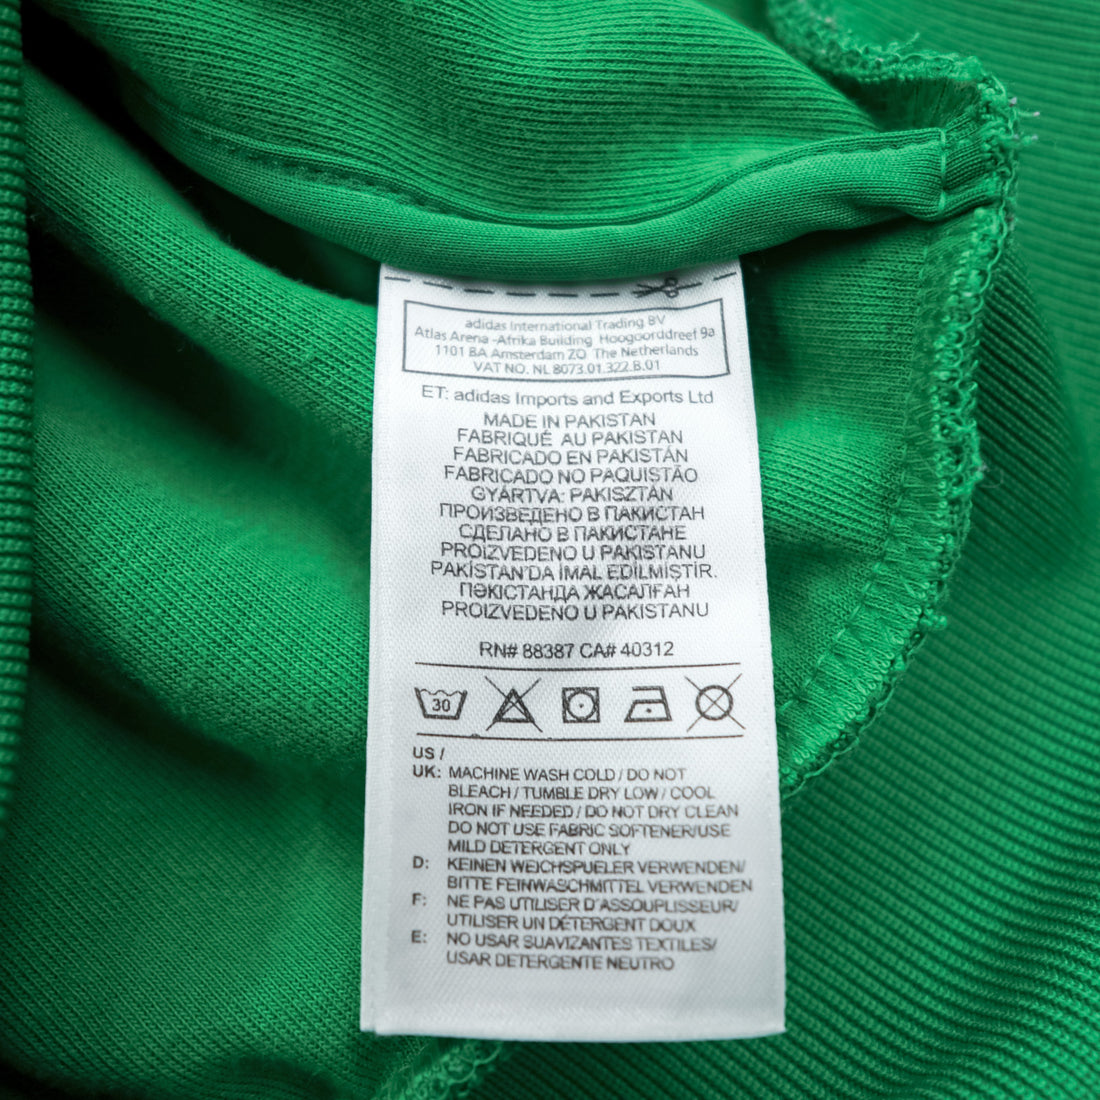 adidas International Trading BV
Atlas Arena -Afrika Building Hoogoorddreef 9a
1101 BA Amsterdam ZO The Netherlands
VAT NO. NL 8073.01.322.B.01
ET: adidas Imports and Exports Ltd
MADE IN PAKISTAN
FABRIQUÉ AU PAKISTAN
FABRICADO EN PAKISTÁN
FABRICADO NO PAQUISTÃO
GYÁRTVA: PAKISZTÁN
ПРОИЗВЕДЕНО В ПАКИСТАН
СДЕЛАНО В ПАКИСТАНЕ
PROIZVEDENO U PAKISTANU
PAKİSTAN'DA İMAL EDİLMİŞTİR.
ПӘКІСТАНДА ЖАСАЛҒАН
PROIZVEDENO U PAKISTANU
RN# 88387 CA# 40312
30
US /
UK: MACHINE WASH COLD / DO NOT
BLEACH / TUMBLE DRY LOW / COOL
IRON IF NEEDED / DO NOT DRY CLEAN
DO NOT USE FABRIC SOFTENER/USE
MILD DETERGENT ONLY
D: KEINEN WEICHSPUELER VERWENDEN/
BITTE FEINWASCHMITTEL VERWENDEN
F: NE PAS UTILISER D'ASSOUPLISSEUR/
UTILISER UN DÉTERGENT DOUX
E: NO USAR SUAVIZANTES TEXTILES/
USAR DETERGENTE NEUTRO